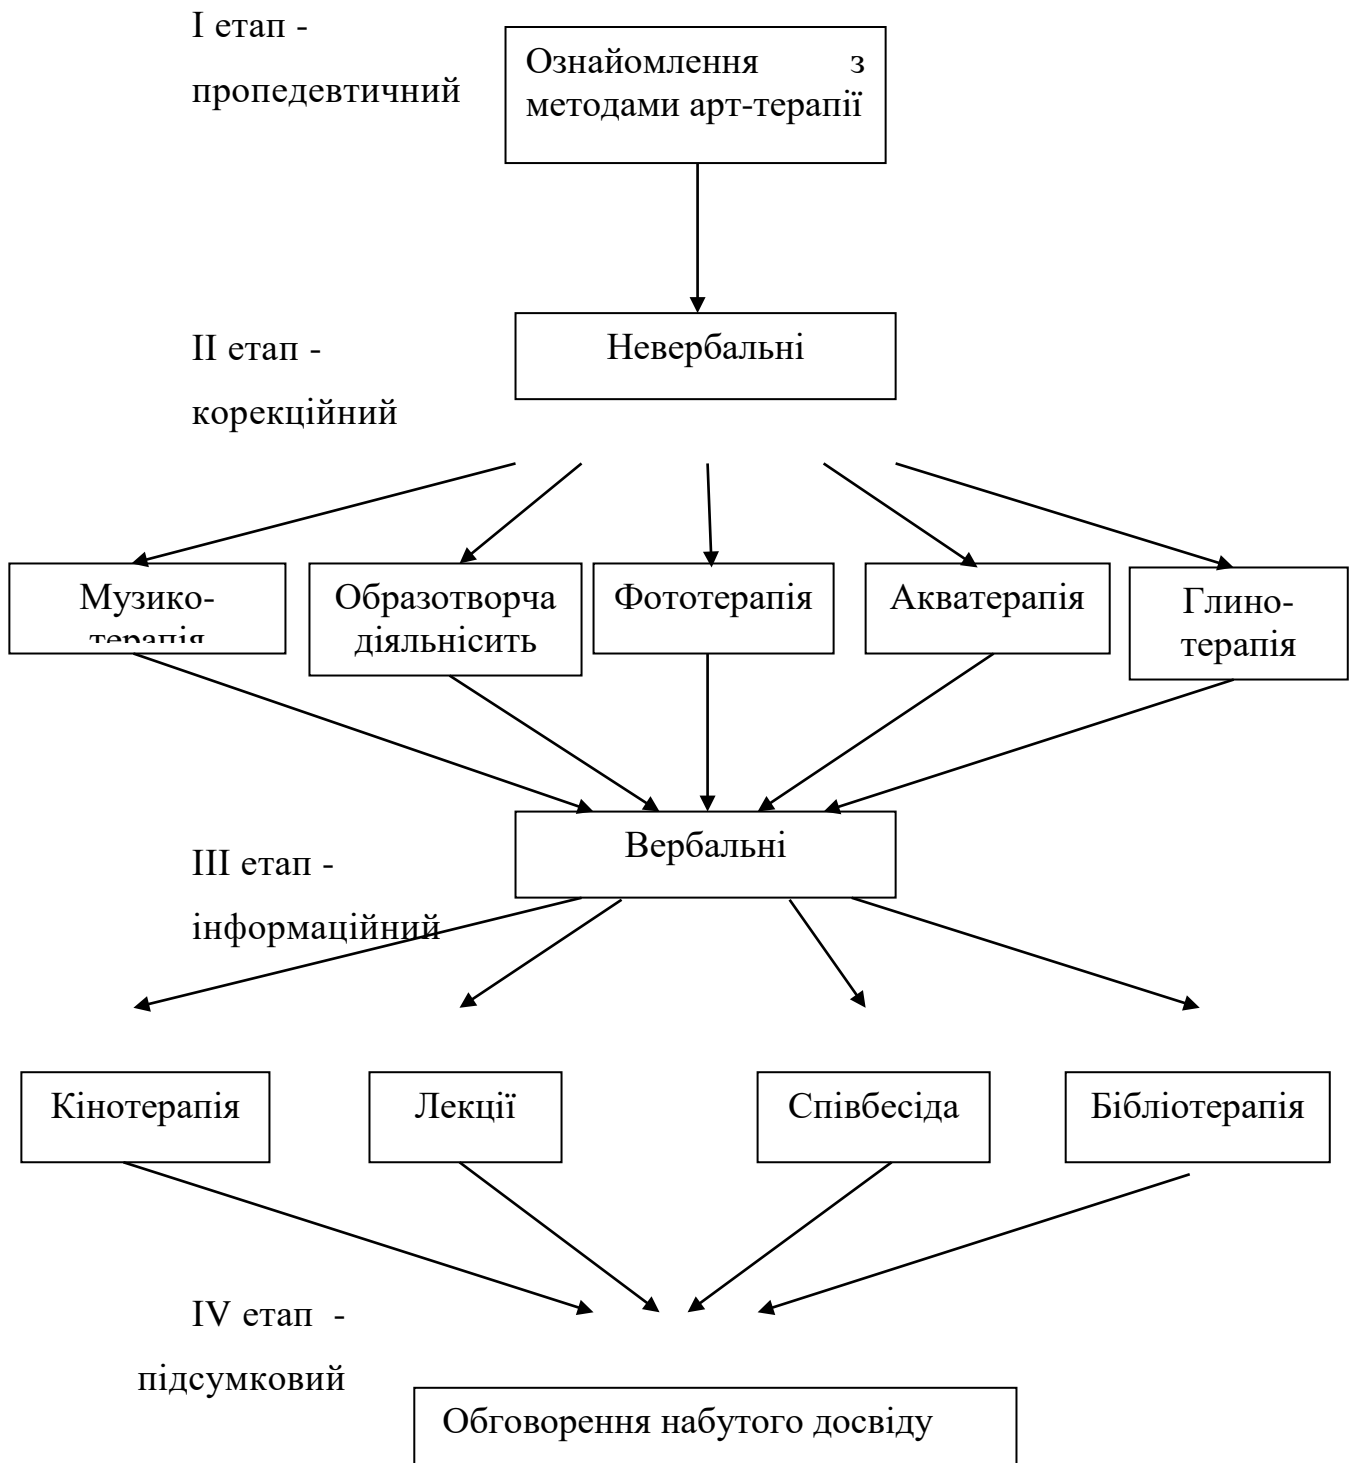 І етап -
пропедевтичний
Ознайомлення з
методами арт-терапії
ІІ етап -
корекційний
Невербальні
Музико-
терапія
Образотворча
діяльнісить
Фототерапія
Акватерапія
Глино-
терапія
ІІІ етап -
інформаційний
Вербальні
Кінотерапія
Лекції
Співбесіда
Бібліотерапія
IV етап -
підсумковий
Обговорення набутого досвіду